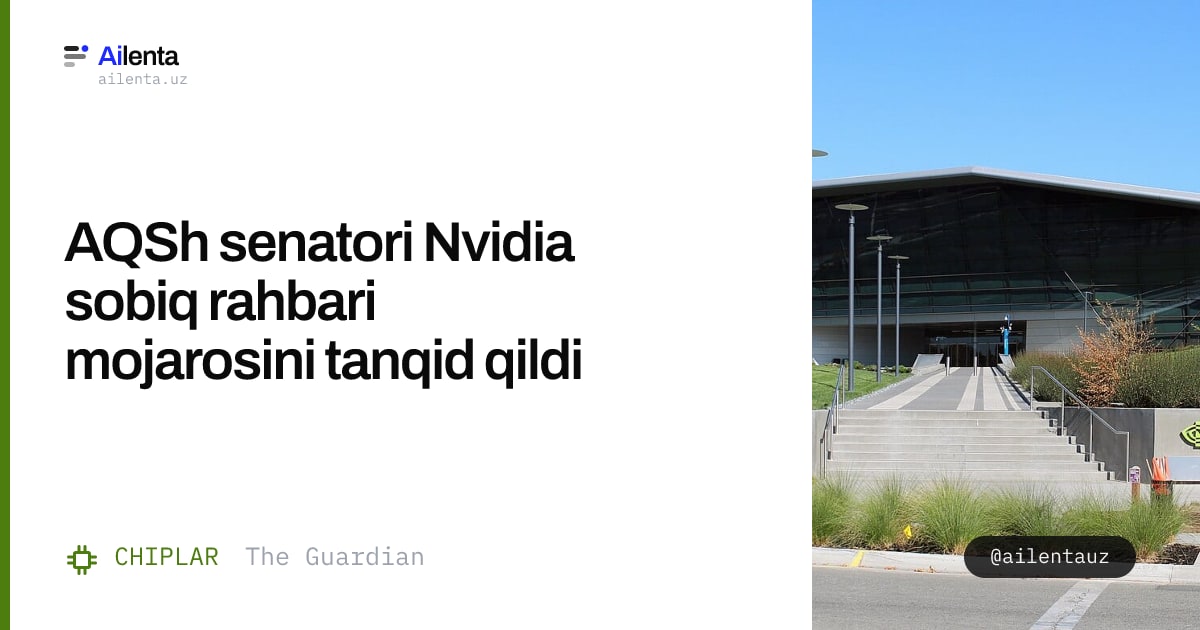 Ailenta
ailenta.uz
AQSh senatori Nvidia
sobiq rahbari
mojarosini tanqid qildi
CHIPLAR The Guardian
@ailentauz